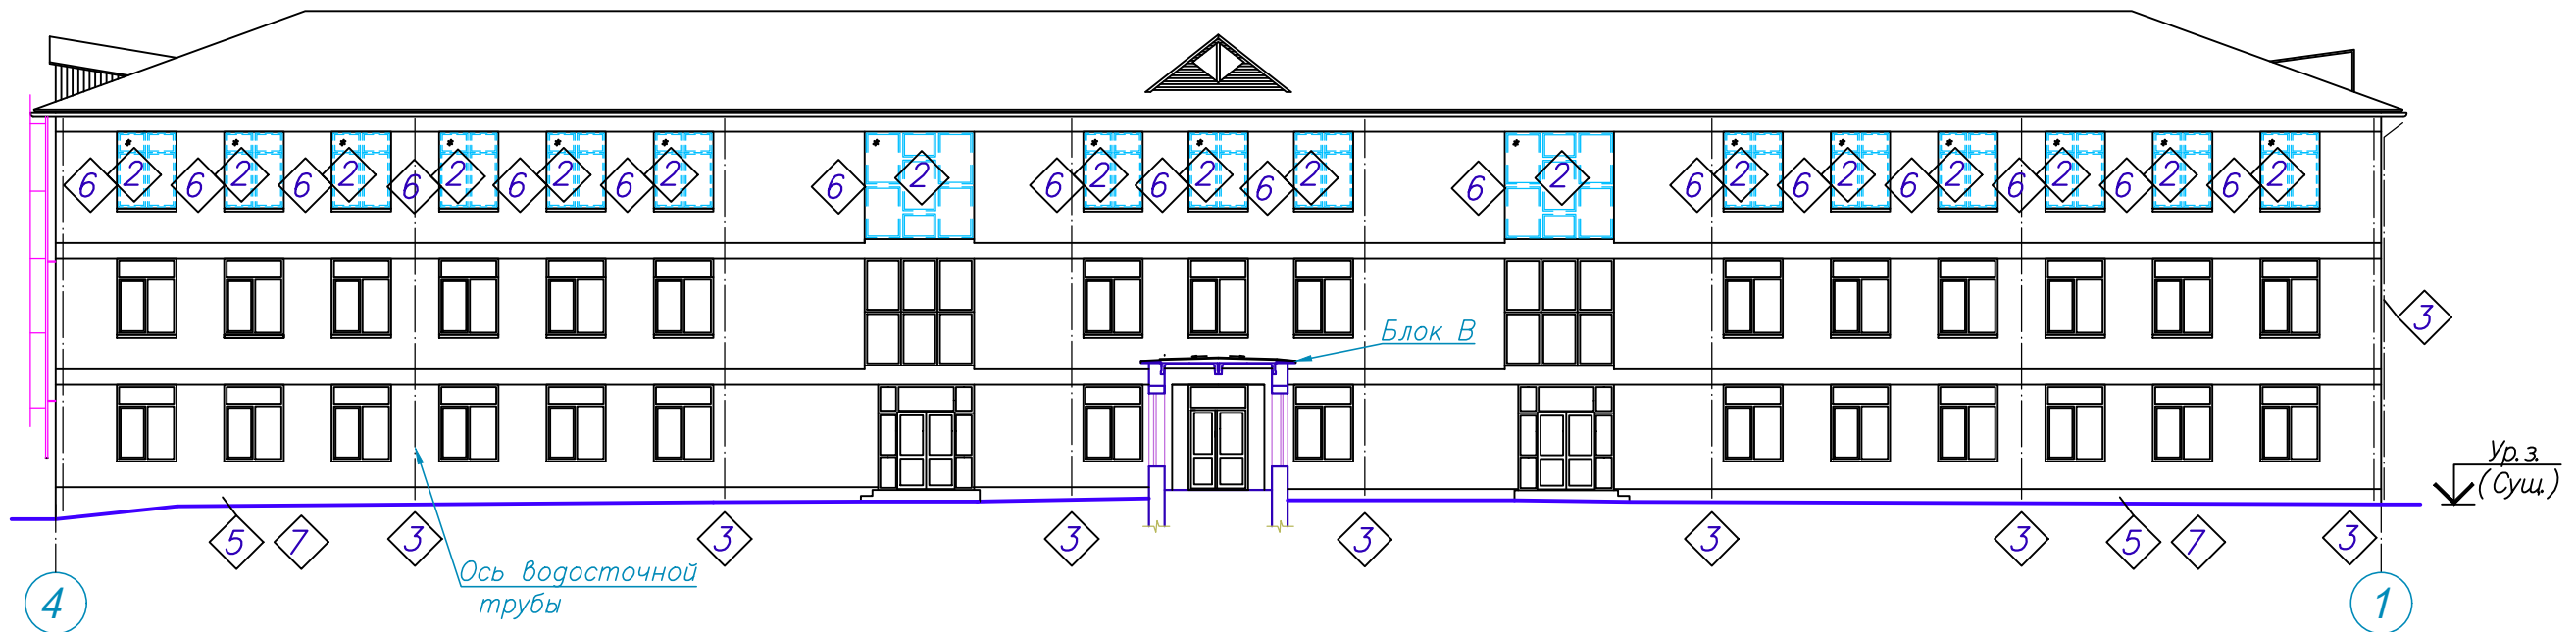 * * * * * * * * * * * * * * * * *
6 2 6 2 6 2 6 2 6 2 6 2 6 2 6 2 6 2 6 2 6 2 6 2 6 2 6 2 6 2 6 2 6 2
3
Блок В
Ур.з.
(Сущ.)
5 7 3 3 3 3 3 3 5 7 3
Ось водосточной
трубы
4 1